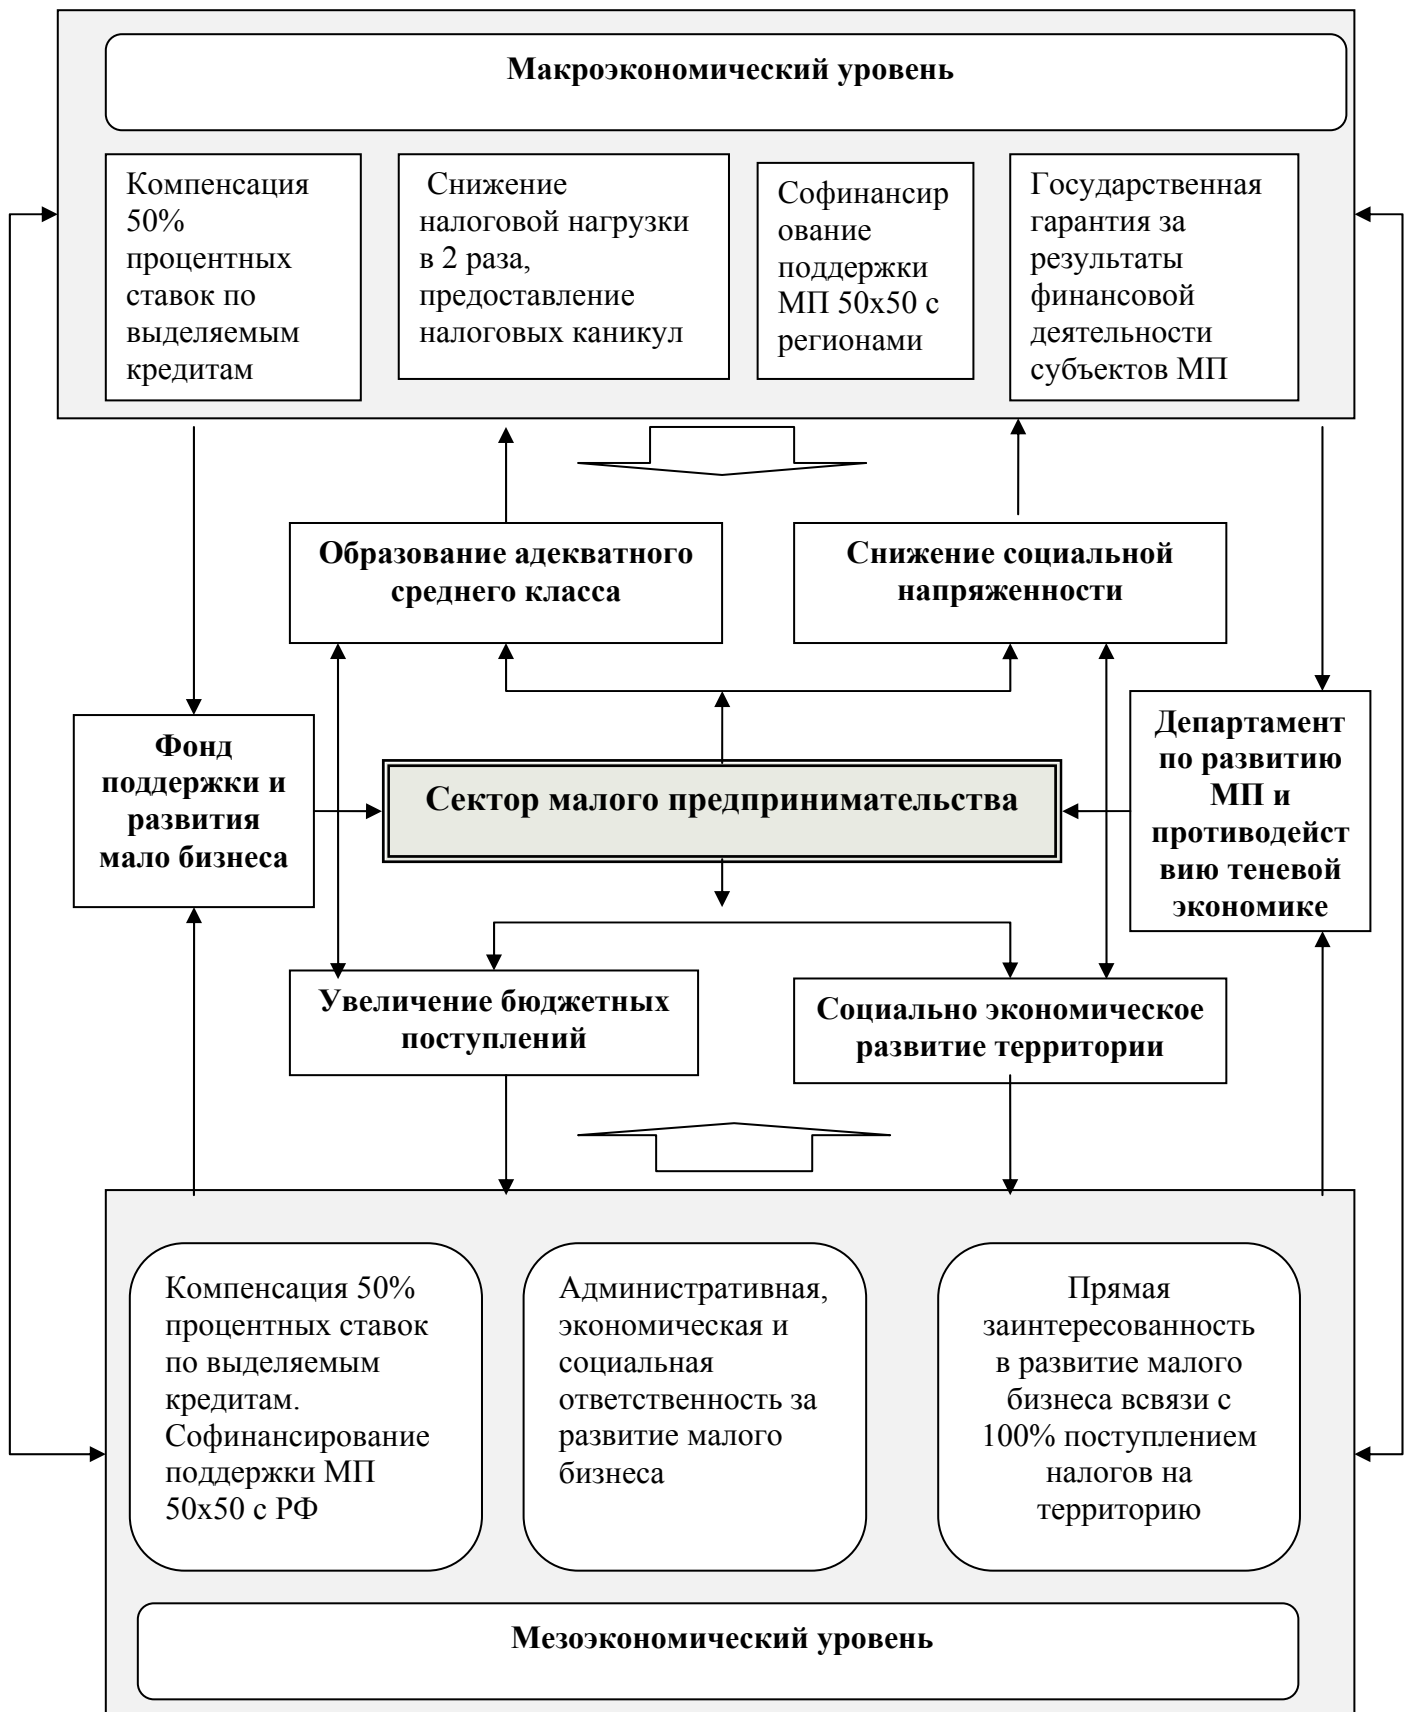 Макроэкономический уровень
Компенсация
50%
процентных
ставок по
выделяемым
кредитам
Снижение
налоговой нагрузки
в 2 раза,
предоставление
налоговых каникул
Софинансир
ование
поддержки
МП 50х50 с
регионами
Государственная
гарантия за
результаты
финансовой
деятельности
субъектов МП
Образование адекватного
среднего класса
Снижение социальной
напряженности
Фонд
поддержки и
развития
мало бизнеса
Сектор малого предпринимательства
Департамент
по развитию
МП и
противодейст
вию теневой
экономике
Увеличение бюджетных
поступлений
Социально экономическое
развитие территории
Компенсация 50%
процентных ставок
по выделяемым
кредитам.
Софинансирование
поддержки МП
50х50 с РФ
Административная,
экономическая и
социальная
ответственность за
развитие малого
бизнеса
Прямая
заинтересованность
в развитие малого
бизнеса всвязи с
100% поступлением
налогов на
территорию
Мезоэкономический уровень